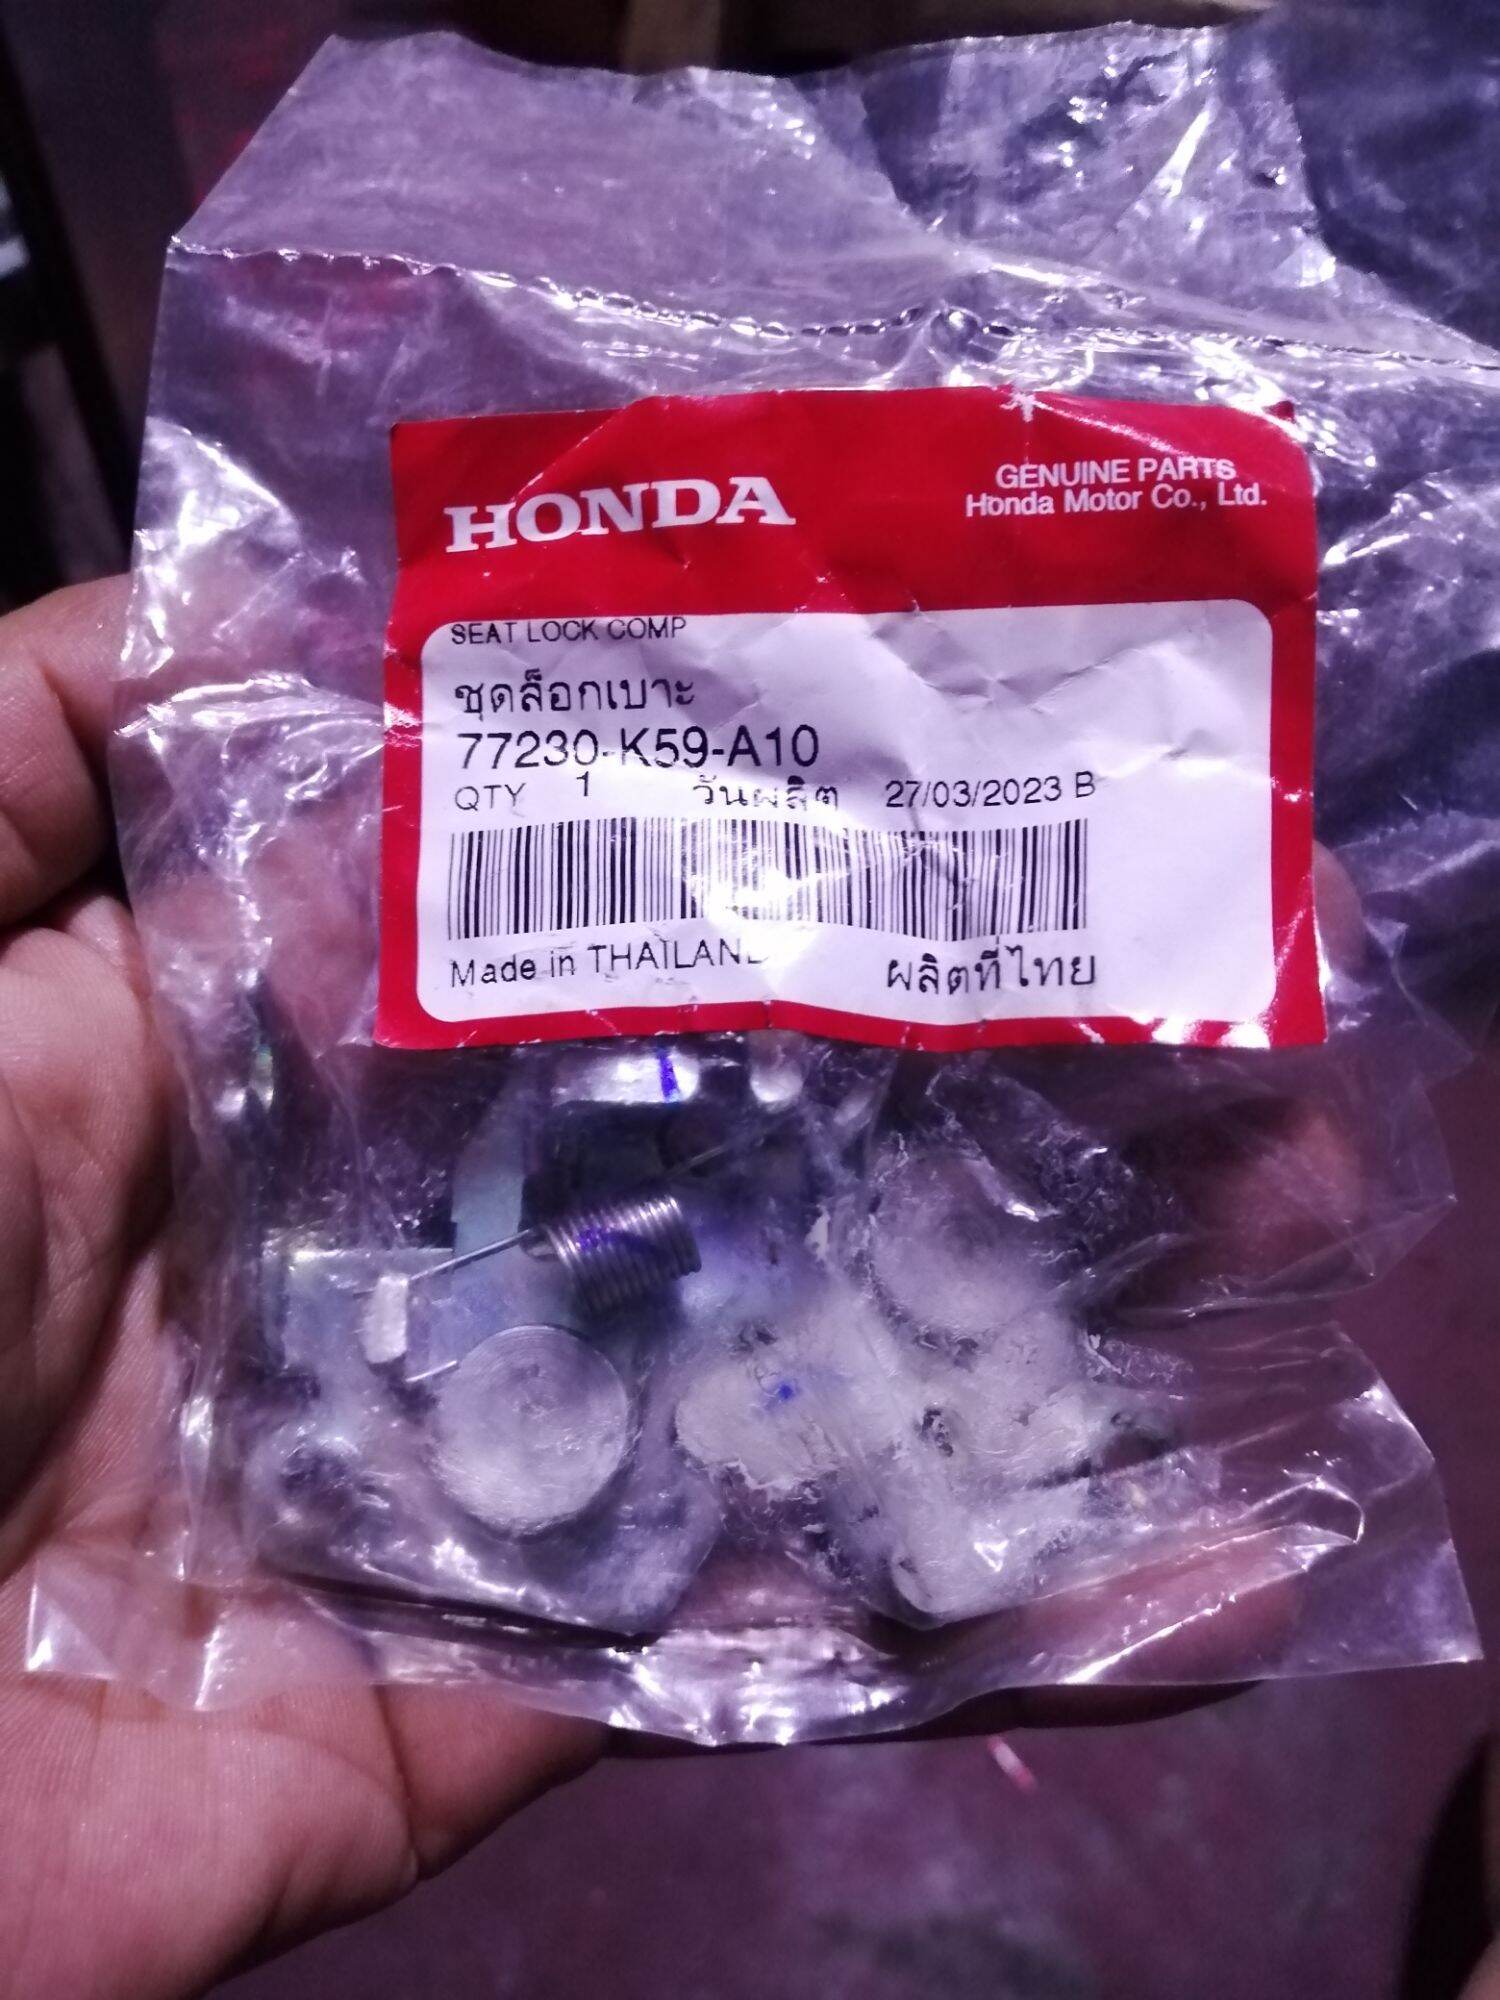 HONDA
GENUINE PARTS
Honda Motor Co., Ltd.
SEAT LOCK COMP
ชุดล็อกเบาะ
77230-K59-A10
QTY 1 วันผลิต 27/03/2023 B
Made in THAILAND ผลิตที่ไทย